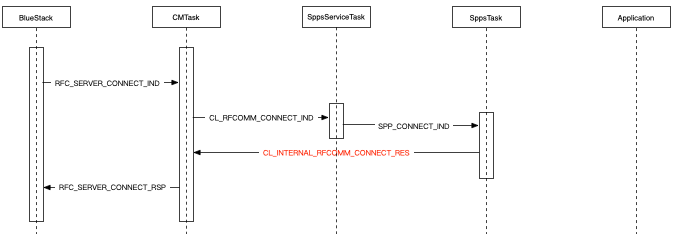 BlueStack
CMTask
SppsServiceTask
SppsTask
Application
RFC_SERVER_CONNECT_IND
CL_RFCOMM_CONNECT_IND
SPP_CONNECT_IND
CL_INTERNAL_RFCOMM_CONNECT_RES
RFC_SERVER_CONNECT_RSP